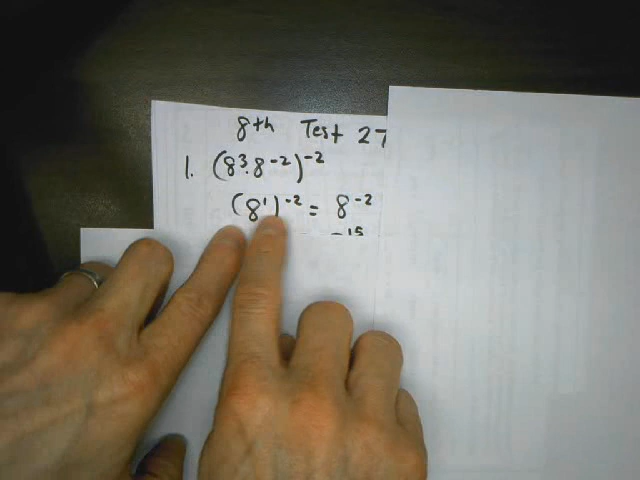 8th Test 27
1. (8³·8⁻²)⁻²
(8¹)⁻² = 8⁻²